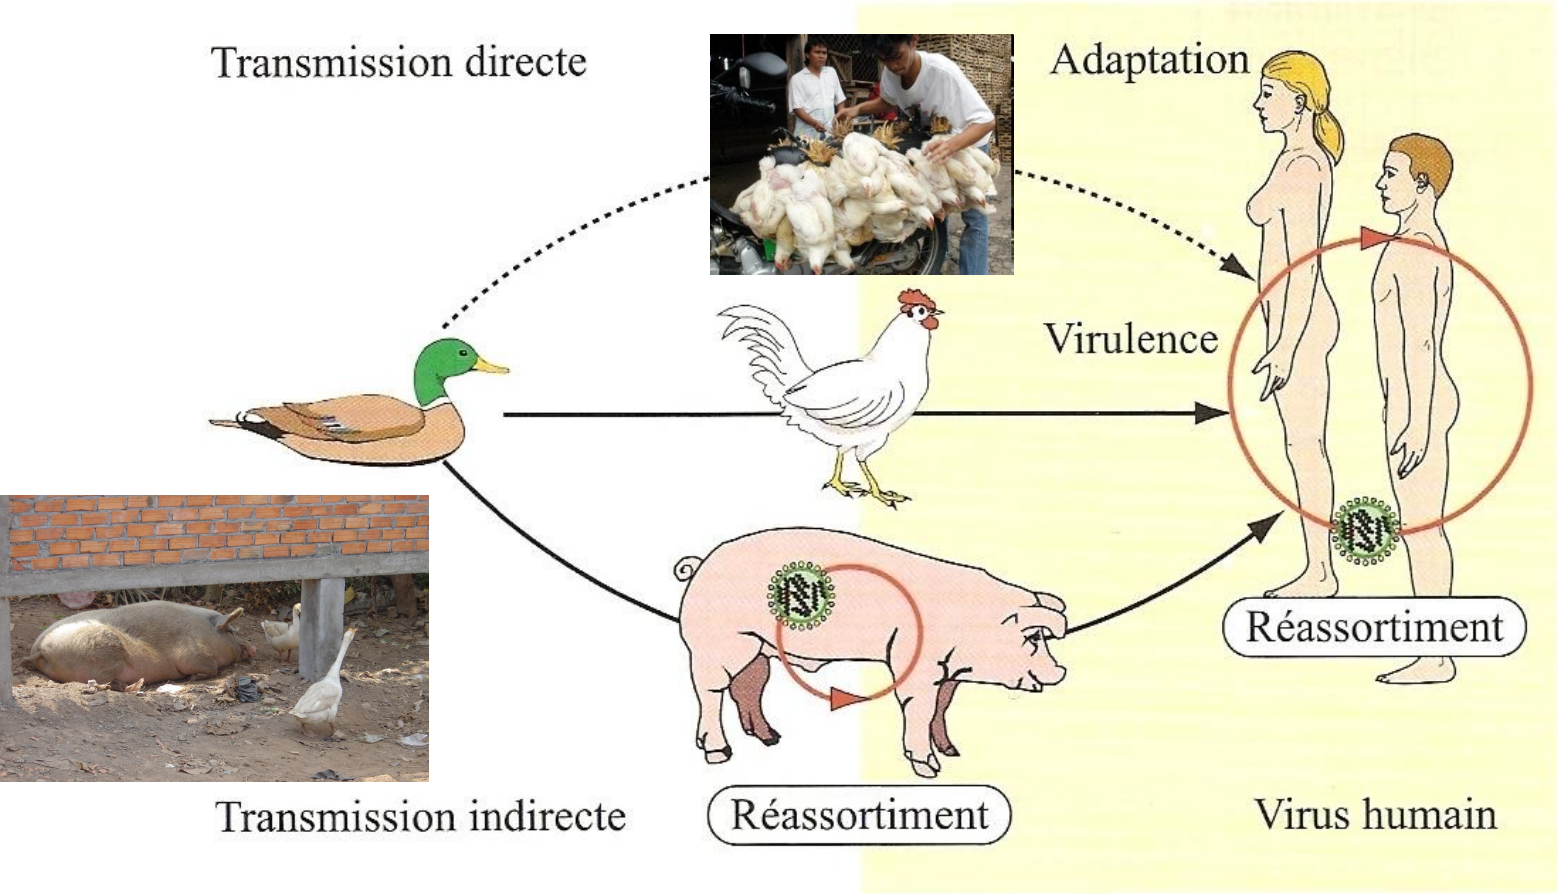 Transmission directe
Adaptation
Virulence
Réassortiment
Transmission indirecte
Réassortiment
Virus humain